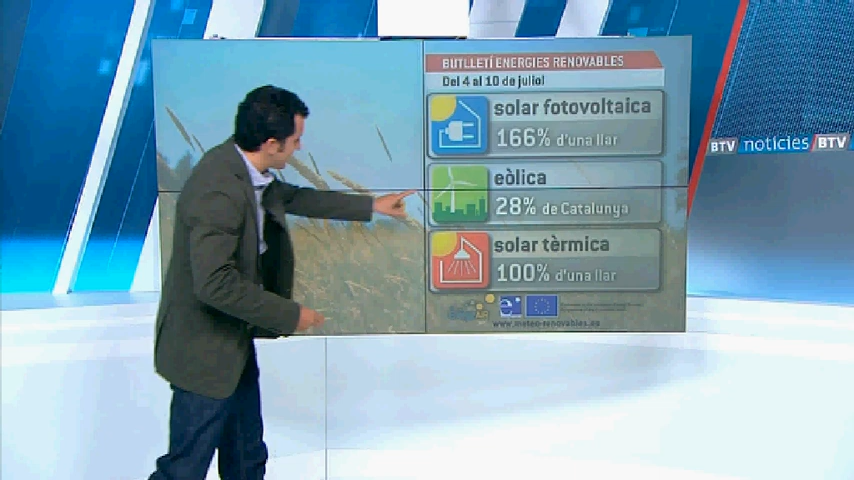 BUTLLETÍ ENERGIES RENOVABLES
Del 4 al 10 de juliol
solar fotovoltaica
166% d'una llar
eòlica
28% de Catalunya
solar tèrmica
100% d'una llar
www.meteo-renovables.es
BTV notícies BTV